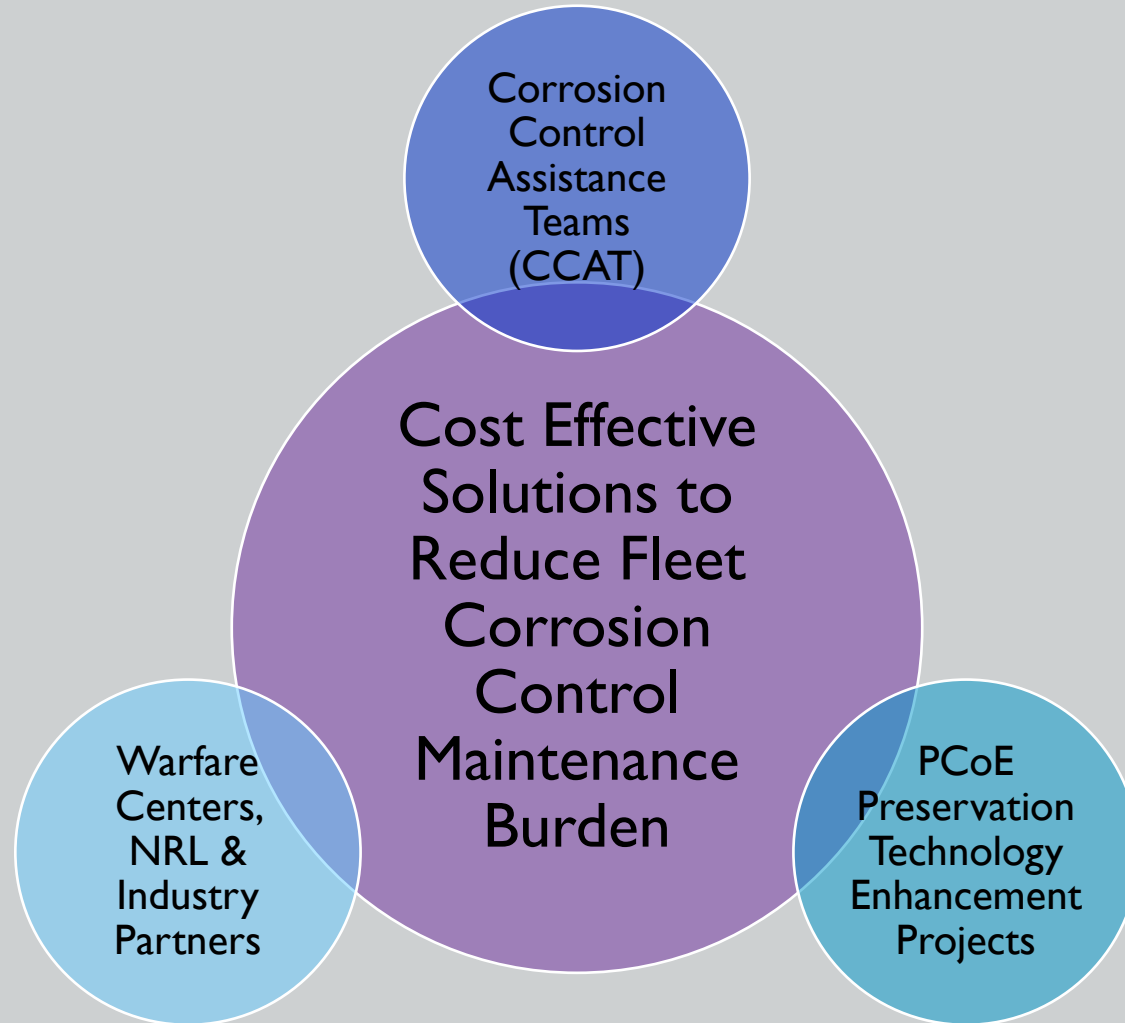 Corrosion
Control
Assistance
Teams
(CCAT)
Cost Effective
Solutions to
Reduce Fleet
Corrosion
Control
Maintenance
Burden
Warfare
Centers,
NRL &
Industry
Partners
PCoE
Preservation
Technology
Enhancement
Projects